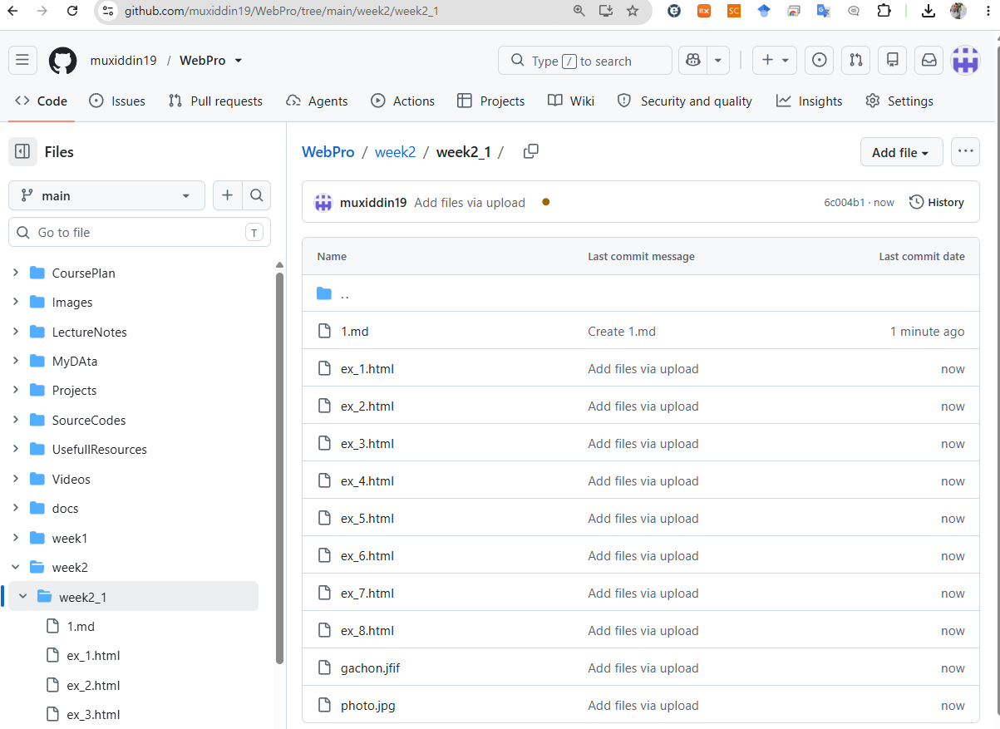 github.com/muxiddin19/WebPro/tree/main/week2/week2_1
EX
SC
muxiddin19 / WebPro
Type / to search
Code
Issues
Pull requests
Agents
Actions
Projects
Wiki
Security and quality
Insights
Settings
Files
main
Go to file
T
CoursePlan
Images
LectureNotes
MyDAta
Projects
SourceCodes
UsefullResources
Videos
docs
week1
week2
week2_1
1.md
ex_1.html
ex_2.html
ex_3.html
WebPro / week2 / week2_1 /
Add file
muxiddin19 Add files via upload
6c004b1 · now
History
Name Last commit message Last commit date
..
1.md Create 1.md 1 minute ago
ex_1.html Add files via upload now
ex_2.html Add files via upload now
ex_3.html Add files via upload now
ex_4.html Add files via upload now
ex_5.html Add files via upload now
ex_6.html Add files via upload now
ex_7.html Add files via upload now
ex_8.html Add files via upload now
gachon.jfif Add files via upload now
photo.jpg Add files via upload now